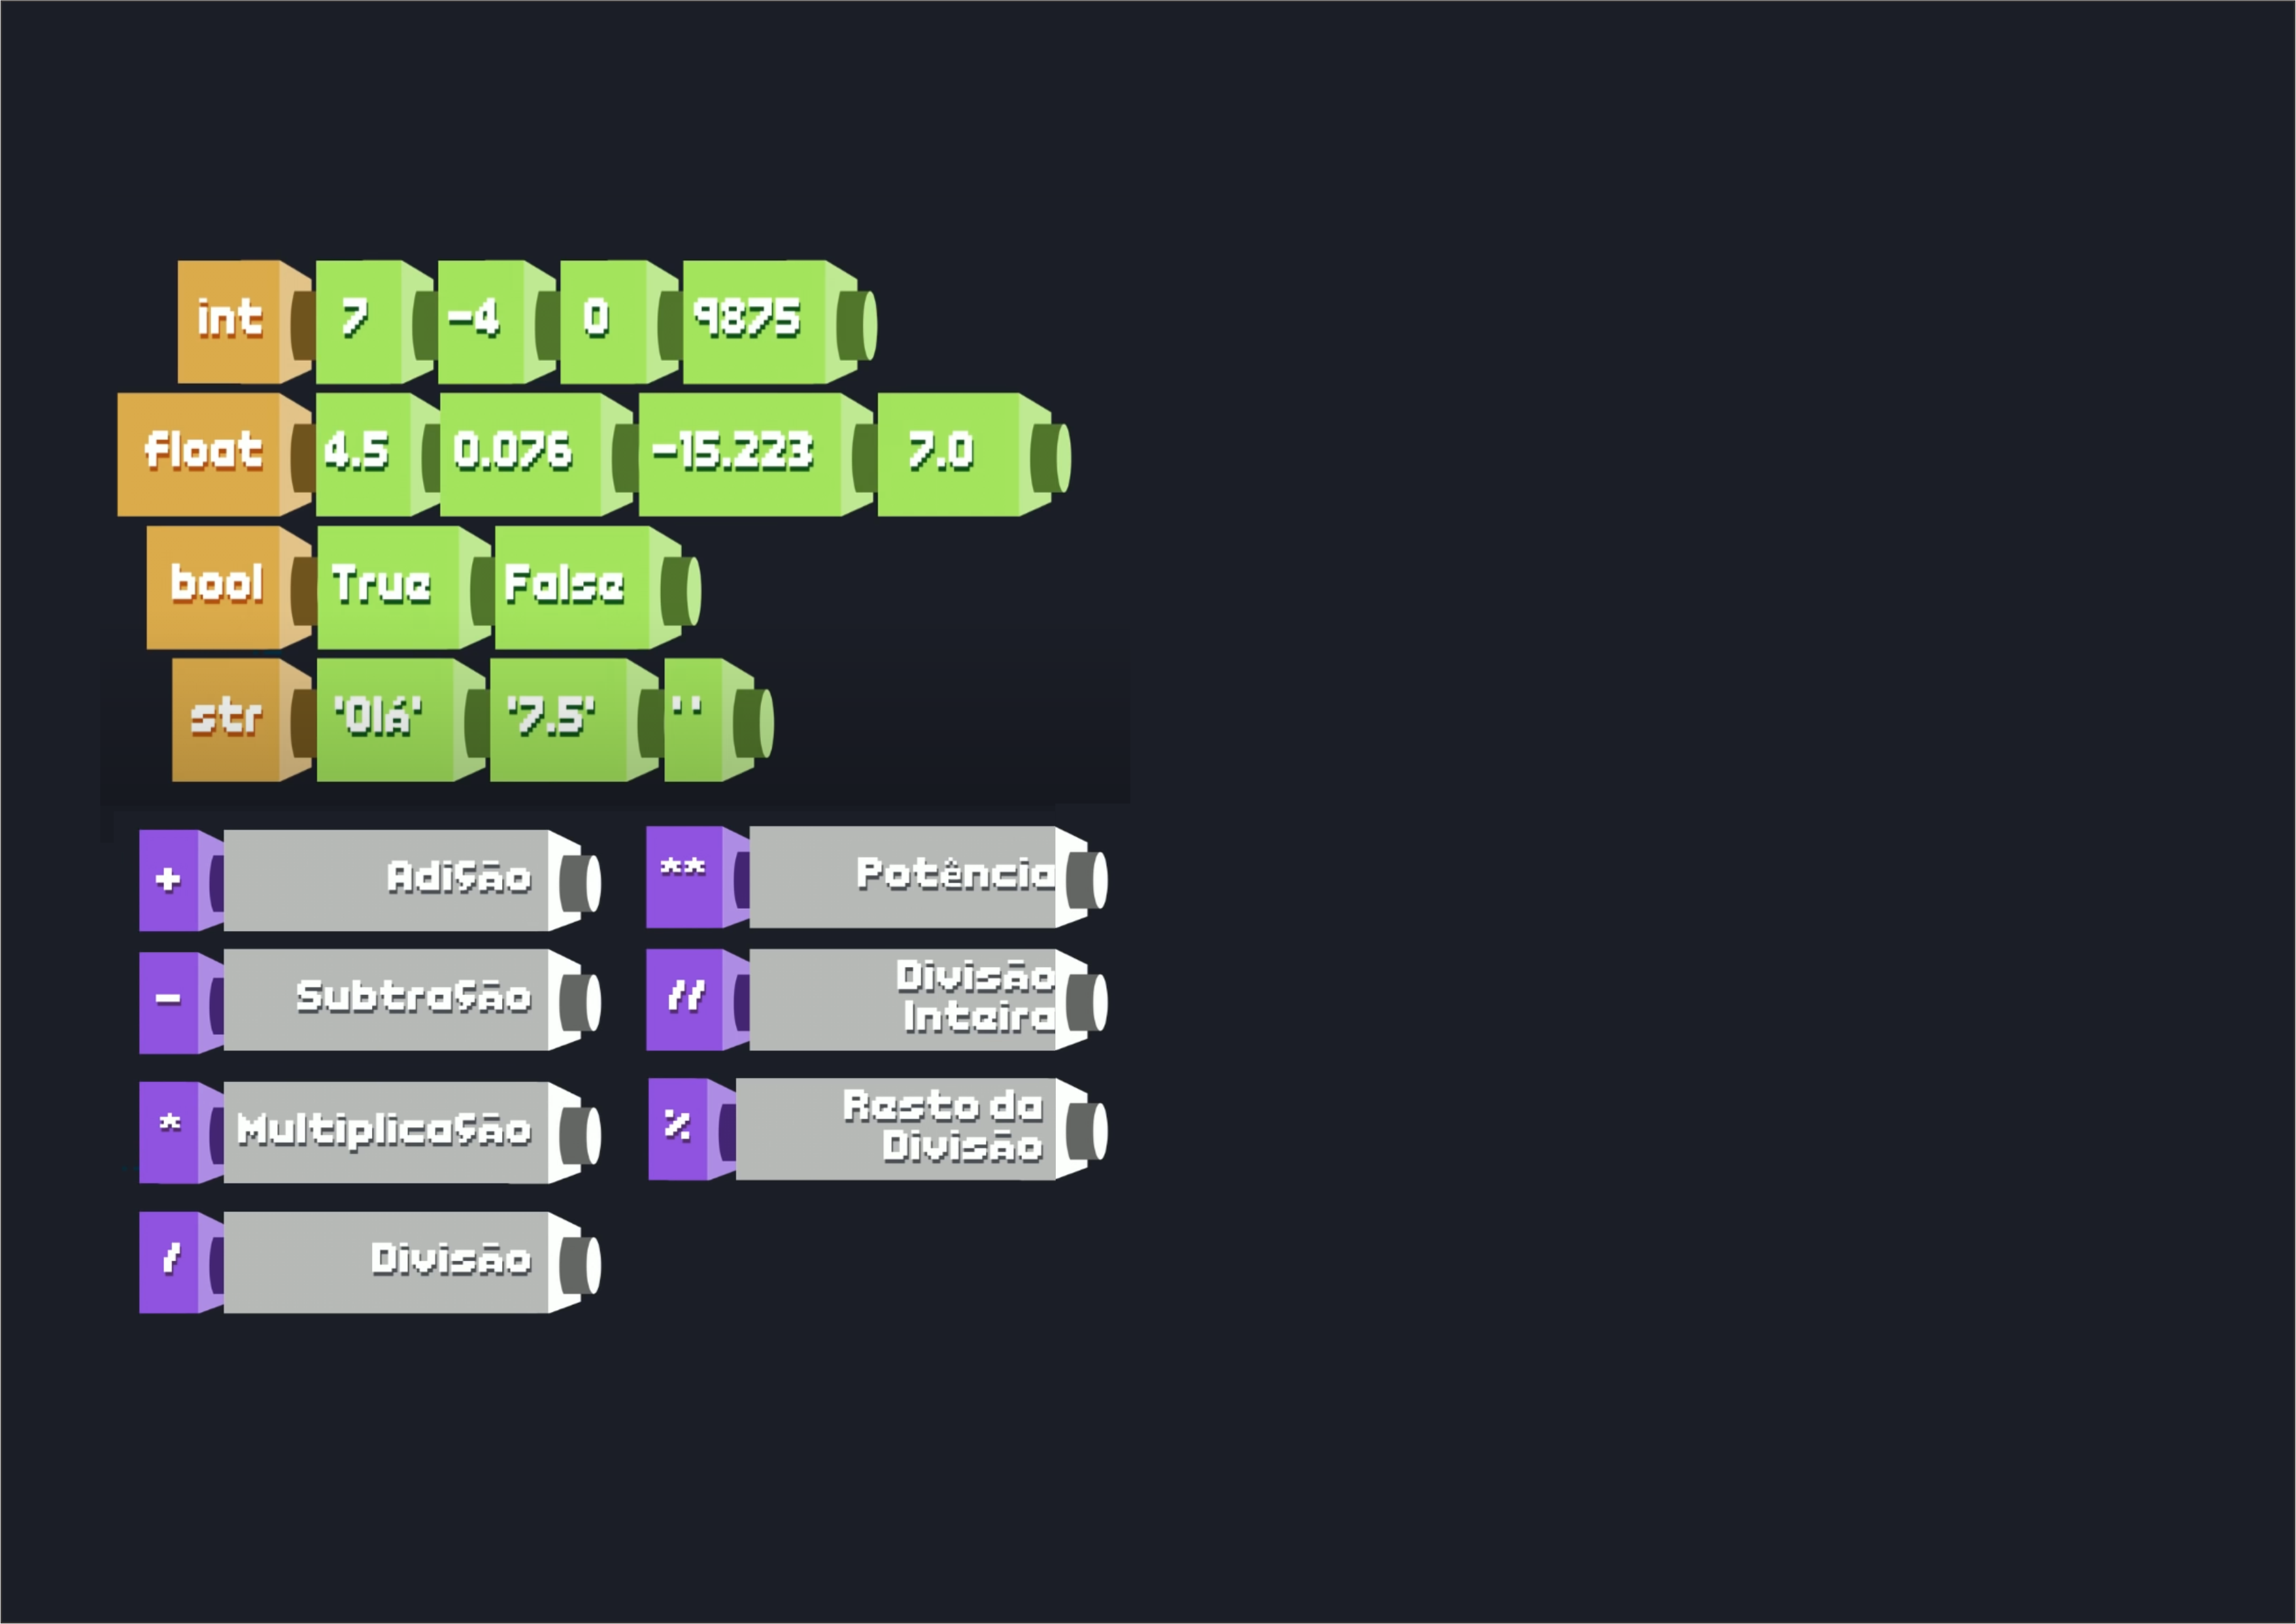 int 7 -4 0 9875
float 4.5 0.076 -15.223 7.0
bool True False
str 'Olá' '7.5' ''
+ Adição
- Subtração
* Multiplicação
/ Divisão
** Potência
// Divisão
Inteira
% Resto da
Divisão